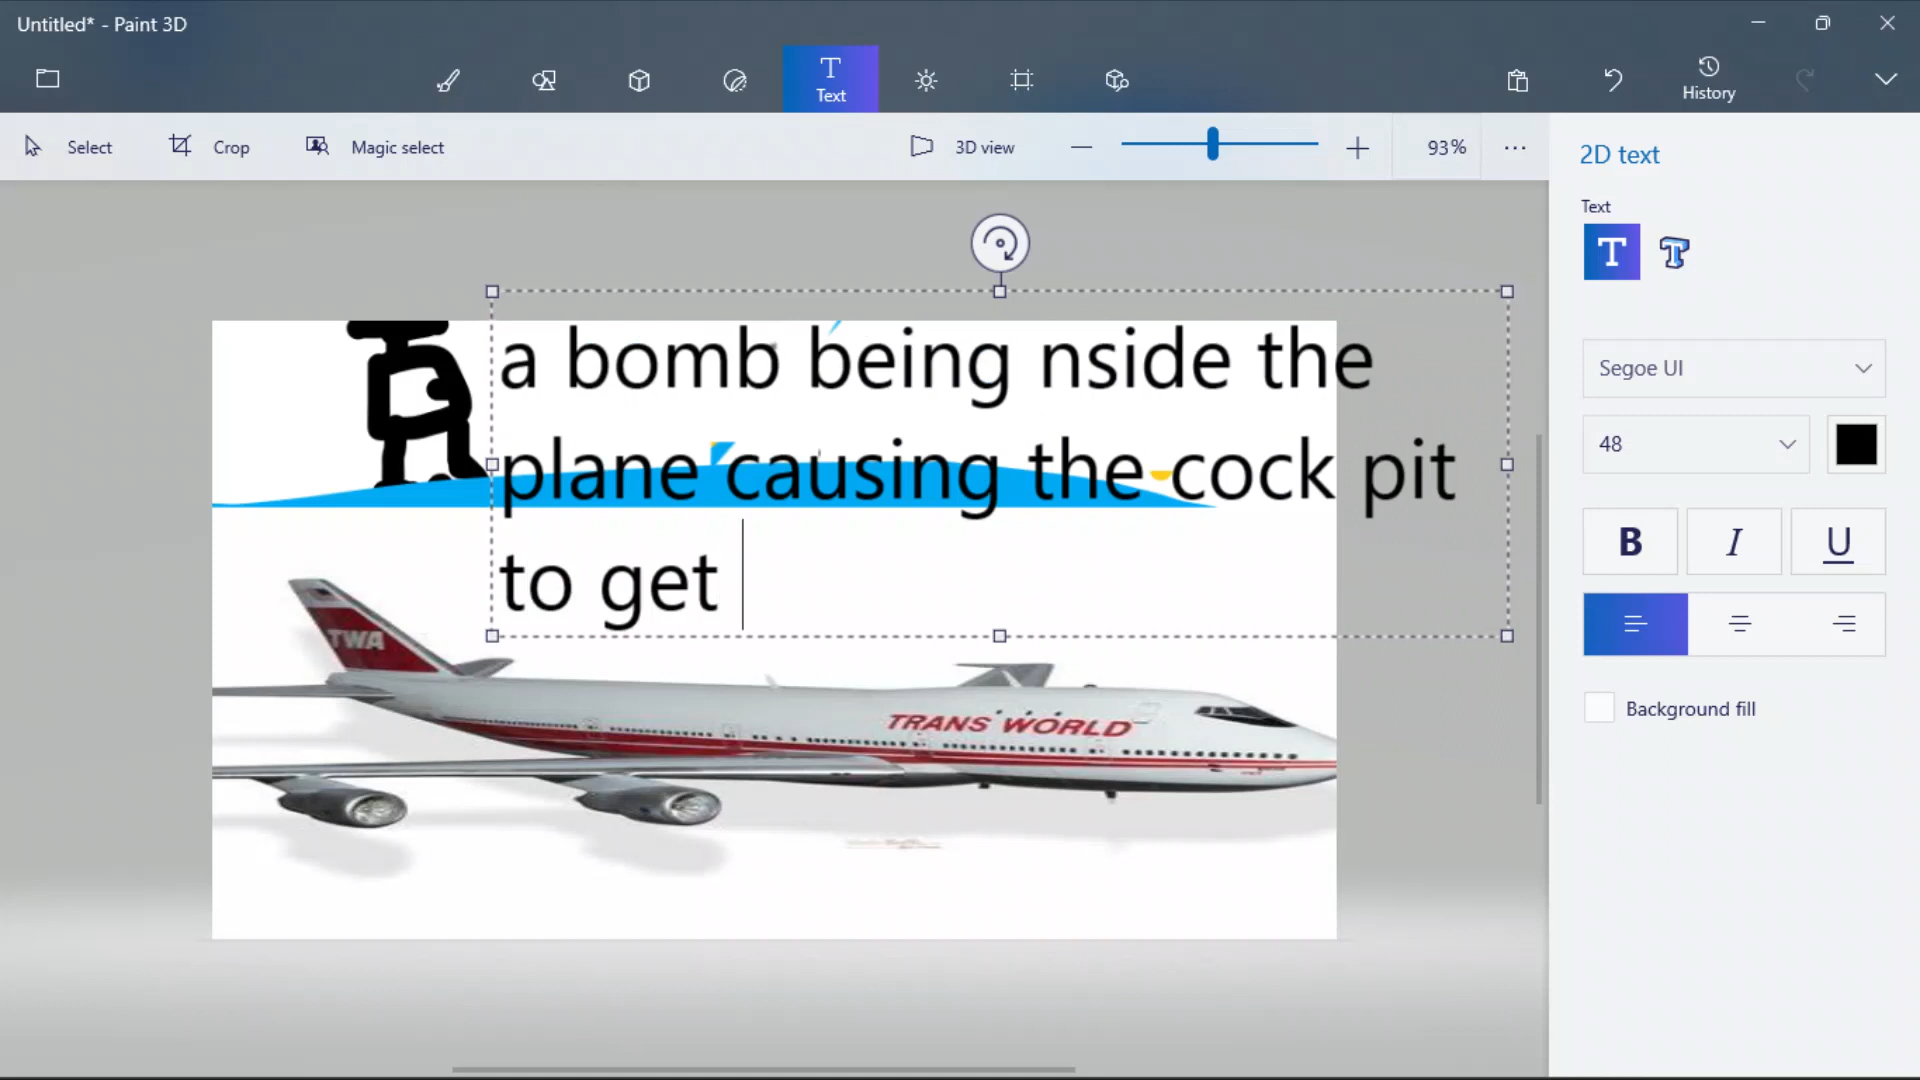 Untitled* - Paint 3D
Text
History
Select
Crop
Magic select
3D view
93%
2D text
Text
Segoe UI
48
B I U
Background fill
a bomb being nside the
plane causing the cock pit
to get
TWA
TRANS WORLD